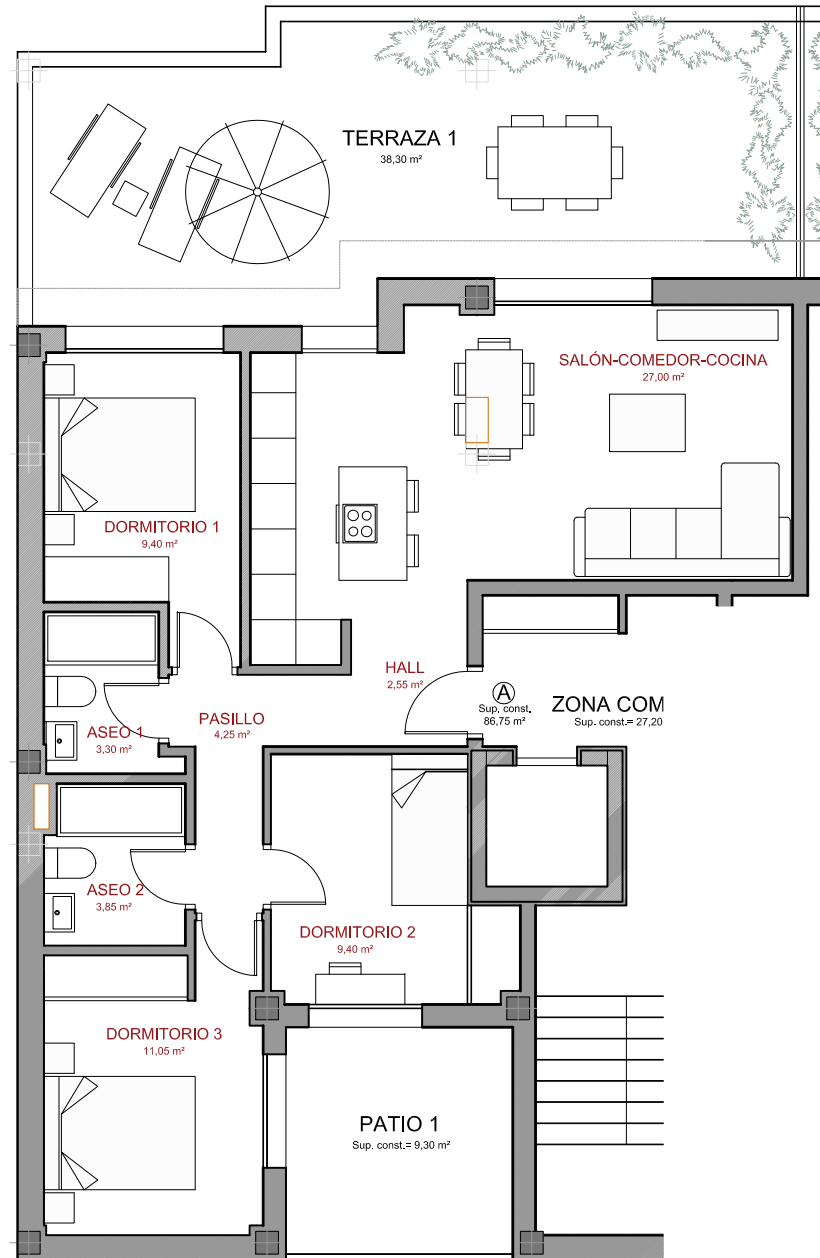 TERRAZA 1
38,30 m²
SALÓN-COMEDOR-COCINA
27,00 m²
DORMITORIO 1
9,40 m²
HALL
2,55 m²
A
Sup. const.
86,75 m²
ZONA COM
Sup. const.= 27,20
PASILLO
4,25 m²
ASEO 1
3,30 m²
ASEO 2
3,85 m²
DORMITORIO 2
9,40 m²
DORMITORIO 3
11,05 m²
PATIO 1
Sup. const.= 9,30 m²